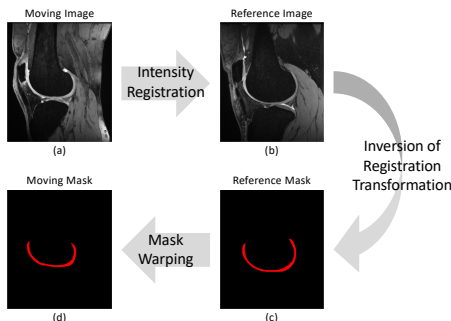 Moving Image
Reference Image
Intensity
Registration
(a)
(b)
Inversion of
Registration
Transformation
Moving Mask
Reference Mask
Mask
Warping
(d)
(c)